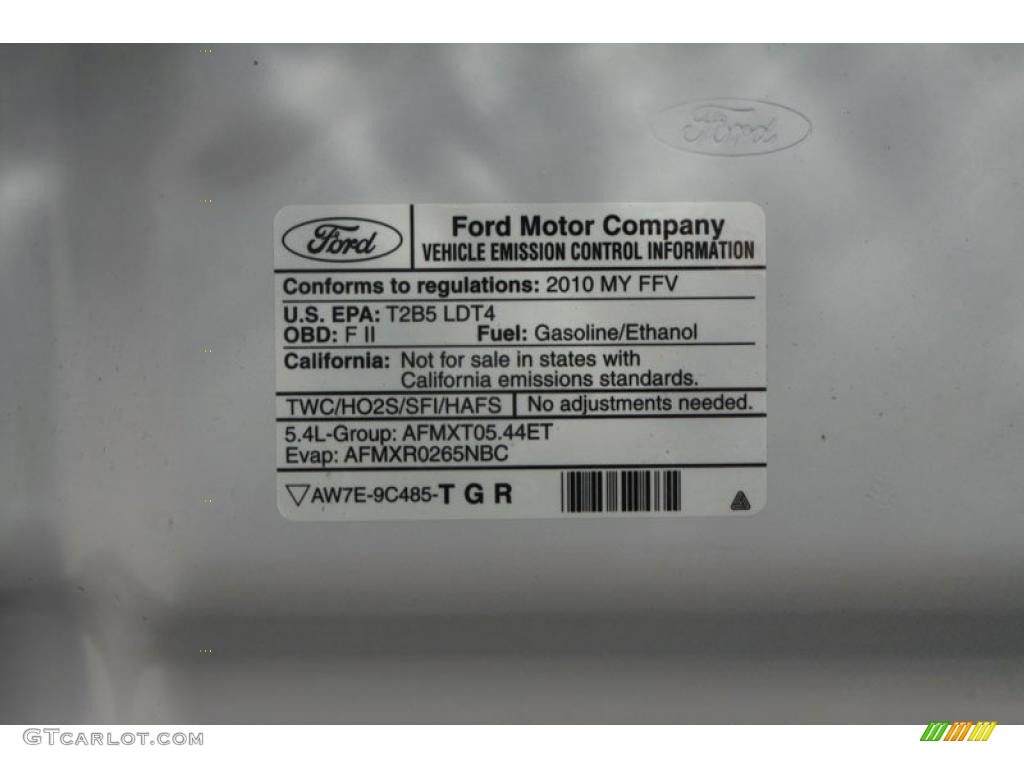 Ford
Ford
Ford Motor Company
VEHICLE EMISSION CONTROL INFORMATION
Conforms to regulations: 2010 MY FFV
U.S. EPA: T2B5 LDT4
OBD: F II Fuel: Gasoline/Ethanol
California: Not for sale in states with
California emissions standards.
TWC/HO2S/SFI/HAFS No adjustments needed.
5.4L-Group: AFMXT05.44ET
Evap: AFMXR0265NBC
AW7E-9C485-T G R
GTCARLOT.COM